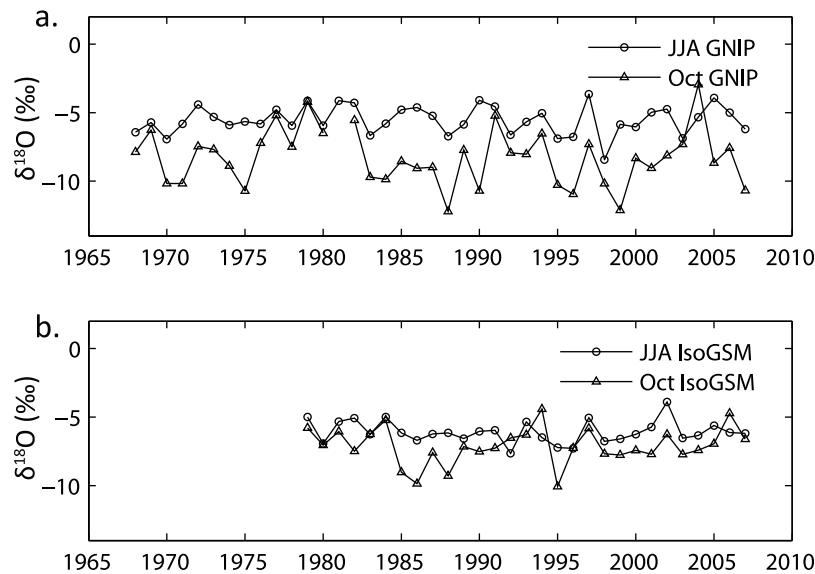 a.
0
−5
−10
δ18O (‰)
JJA GNIP
Oct GNIP
1965 1970 1975 1980 1985 1990 1995 2000 2005 2010
b.
0
−5
−10
δ18O (‰)
JJA IsoGSM
Oct IsoGSM
1965 1970 1975 1980 1985 1990 1995 2000 2005 2010